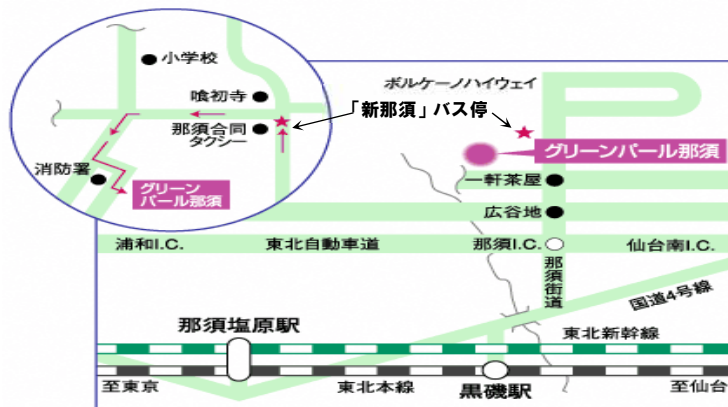 小学校
喰初寺
那須合同
タクシー
消防署
グリーン
パール那須
「新那須」バス停
ボルケーノハイウェイ
グリーンパール那須
一軒茶屋
広谷地
浦和I.C.
東北自動車道
那須I.C.
仙台南I.C.
那須街道
国道4号線
那須塩原駅
東北新幹線
至東京
東北本線
黒磯駅
至仙台